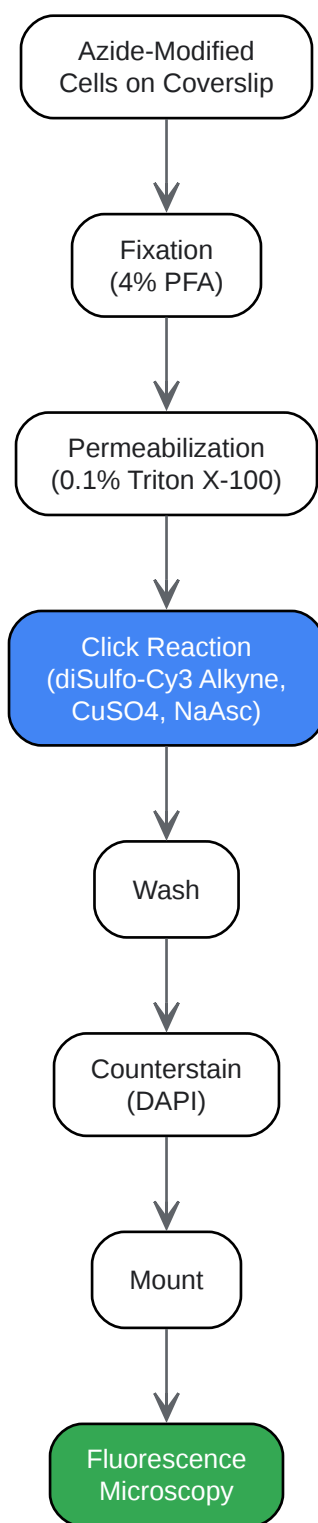 Azide-Modified
Cells on Coverslip
Fixation
(4% PFA)
Permeabilization
(0.1% Triton X-100)
Click Reaction
(diSulfo-Cy3 Alkyne,
CuSO4, NaAsc)
Wash
Counterstain
(DAPI)
Mount
Fluorescence
Microscopy